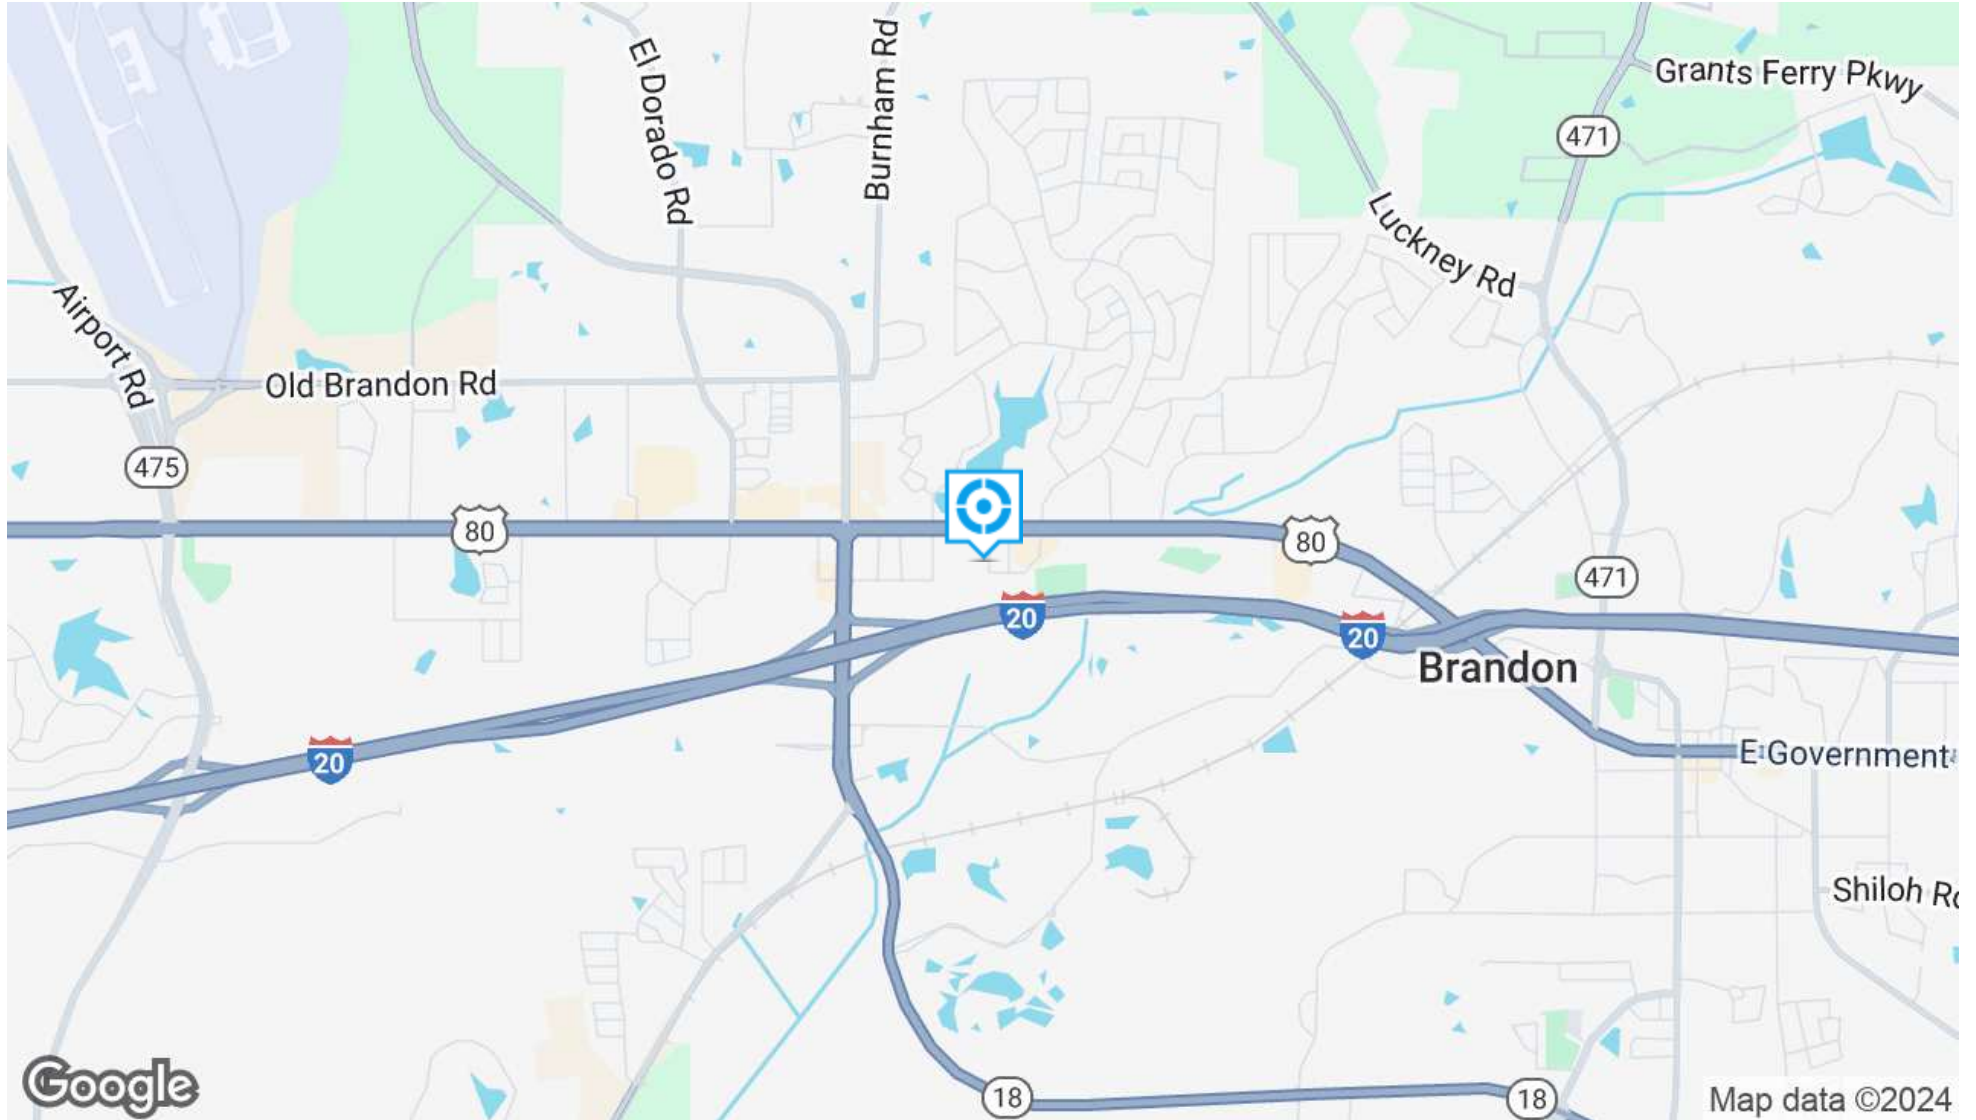 El Dorado Rd
Burnham Rd
Grants Ferry Pkwy
471
Luckney Rd
Airport Rd
Old Brandon Rd
475
80
80
471
20
20
Brandon
20
E Government
Shiloh Rd
18
18
Google
Map data ©2024